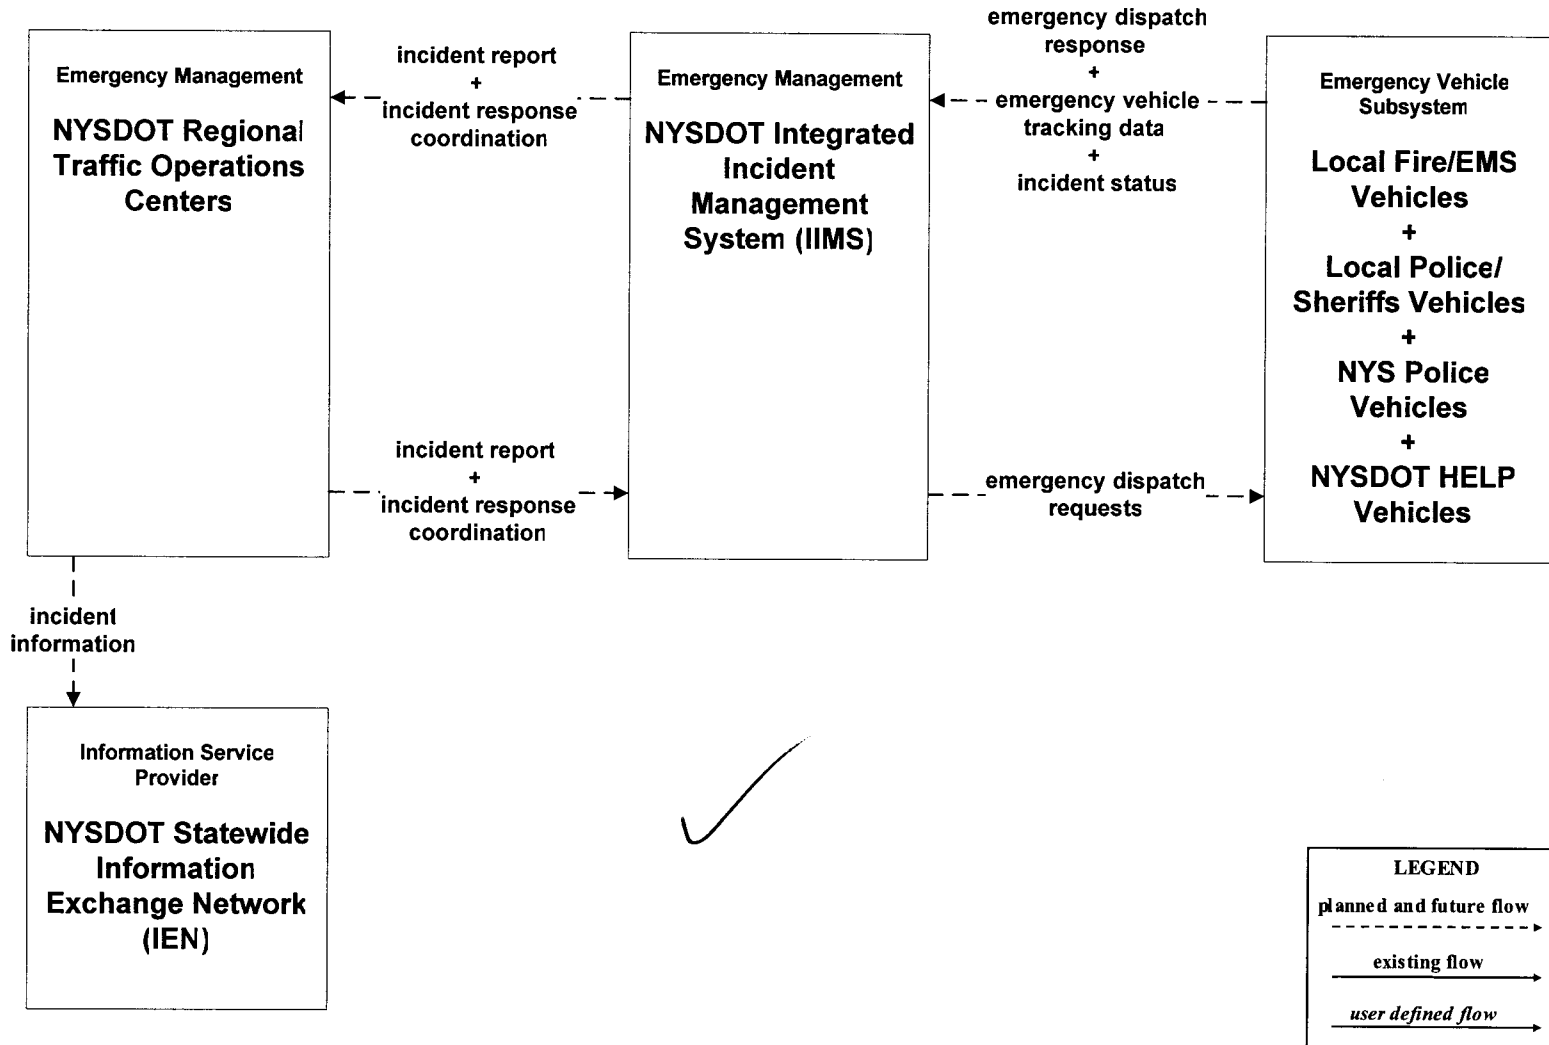 Emergency Management
NYSDOT Regional
Traffic Operations
Centers
incident report
+
incident response
coordination
Emergency Management
NYSDOT Integrated
Incident
Management
System (IIMS)
emergency dispatch
response
+
emergency vehicle
tracking data
+
incident status
Emergency Vehicle
Subsystem
Local Fire/EMS
Vehicles
+
Local Police/
Sheriffs Vehicles
+
NYS Police
Vehicles
+
NYSDOT HELP
Vehicles
incident report
+
incident response
coordination
emergency dispatch
requests
incident
information
Information Service
Provider
NYSDOT Statewide
Information
Exchange Network
(IEN)
LEGEND
planned and future flow
existing flow
user defined flow